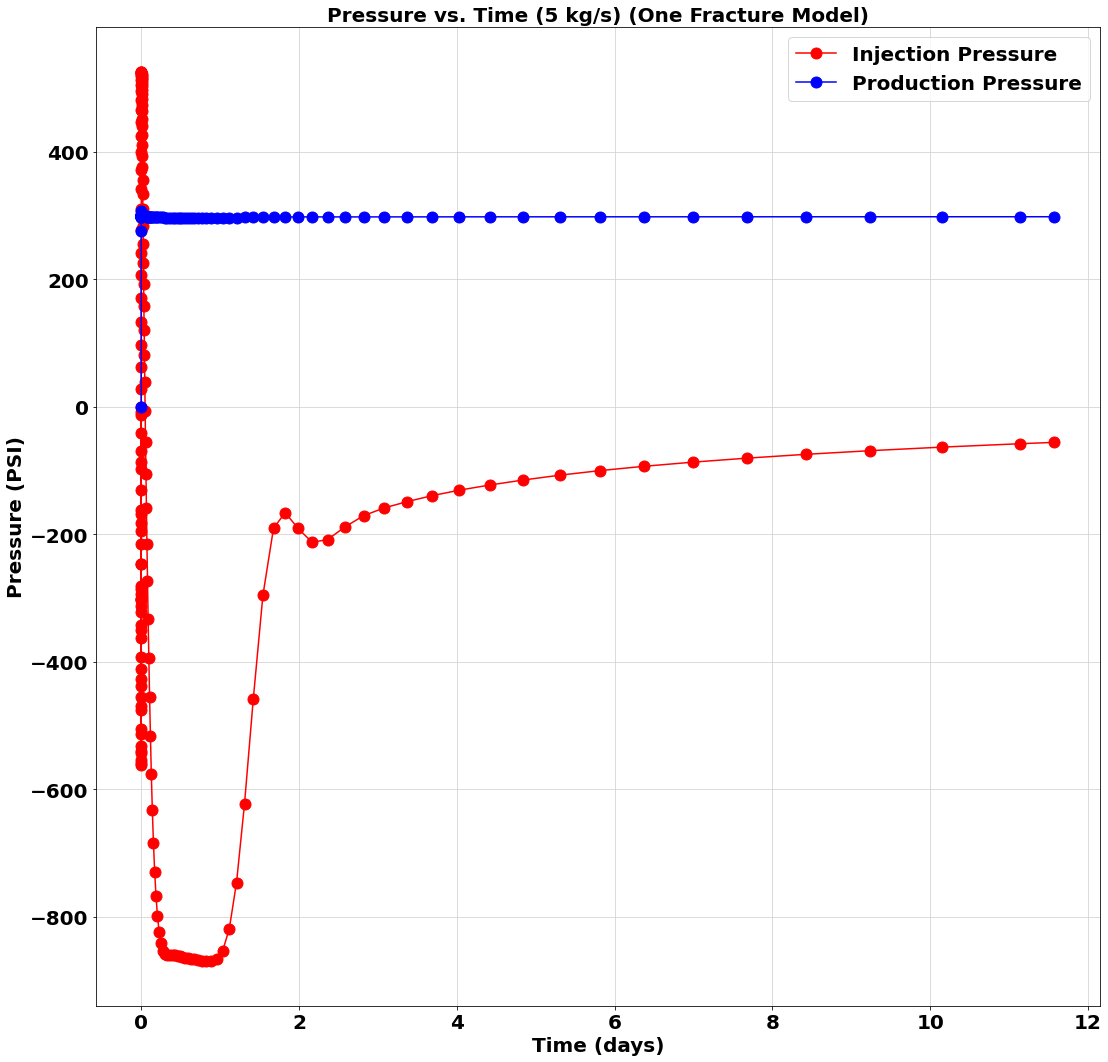 Pressure vs. Time (5 kg/s) (One Fracture Model)
Injection Pressure
Production Pressure
400
200
0
−200
−400
−600
−800
Pressure (PSI)
0 2 4 6 8 10 12
Time (days)